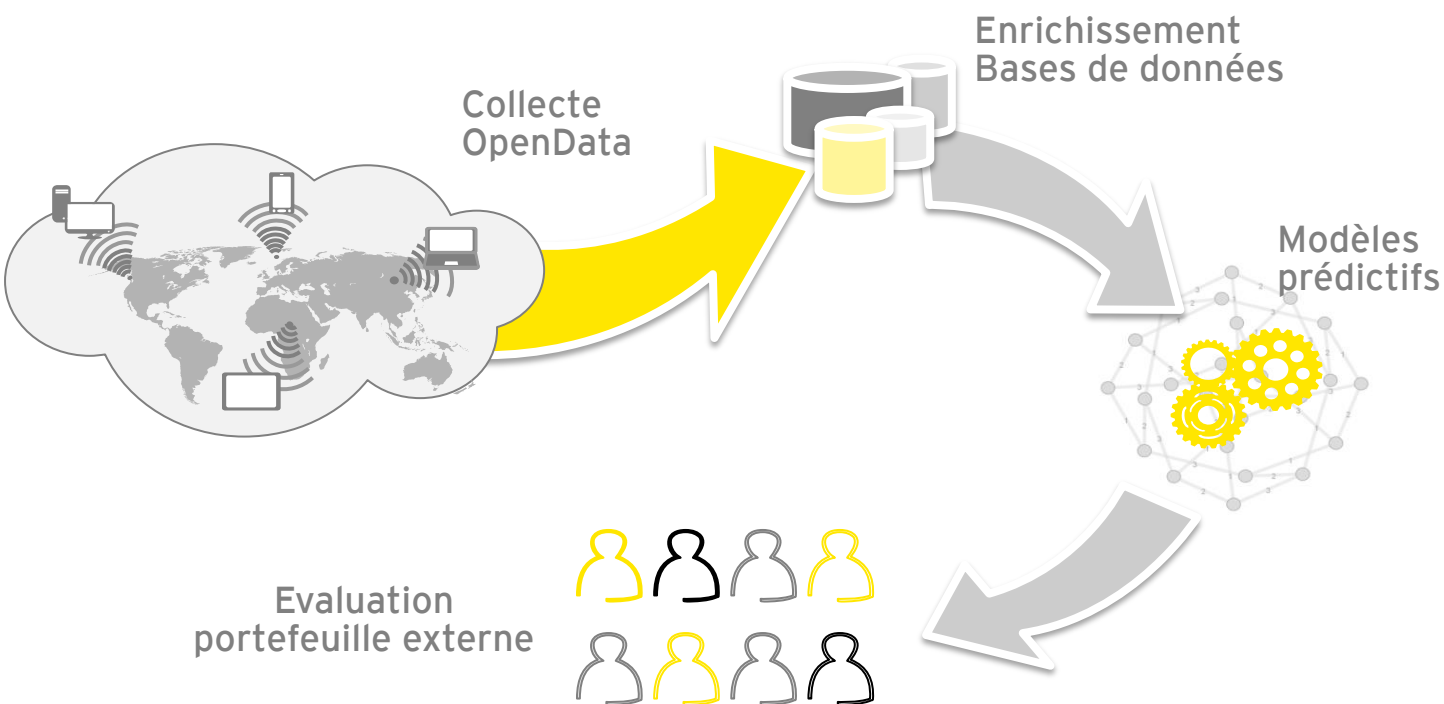 Collecte
OpenData
Enrichissement
Bases de données
Modèles
prédictifs
Evaluation
portefeuille externe